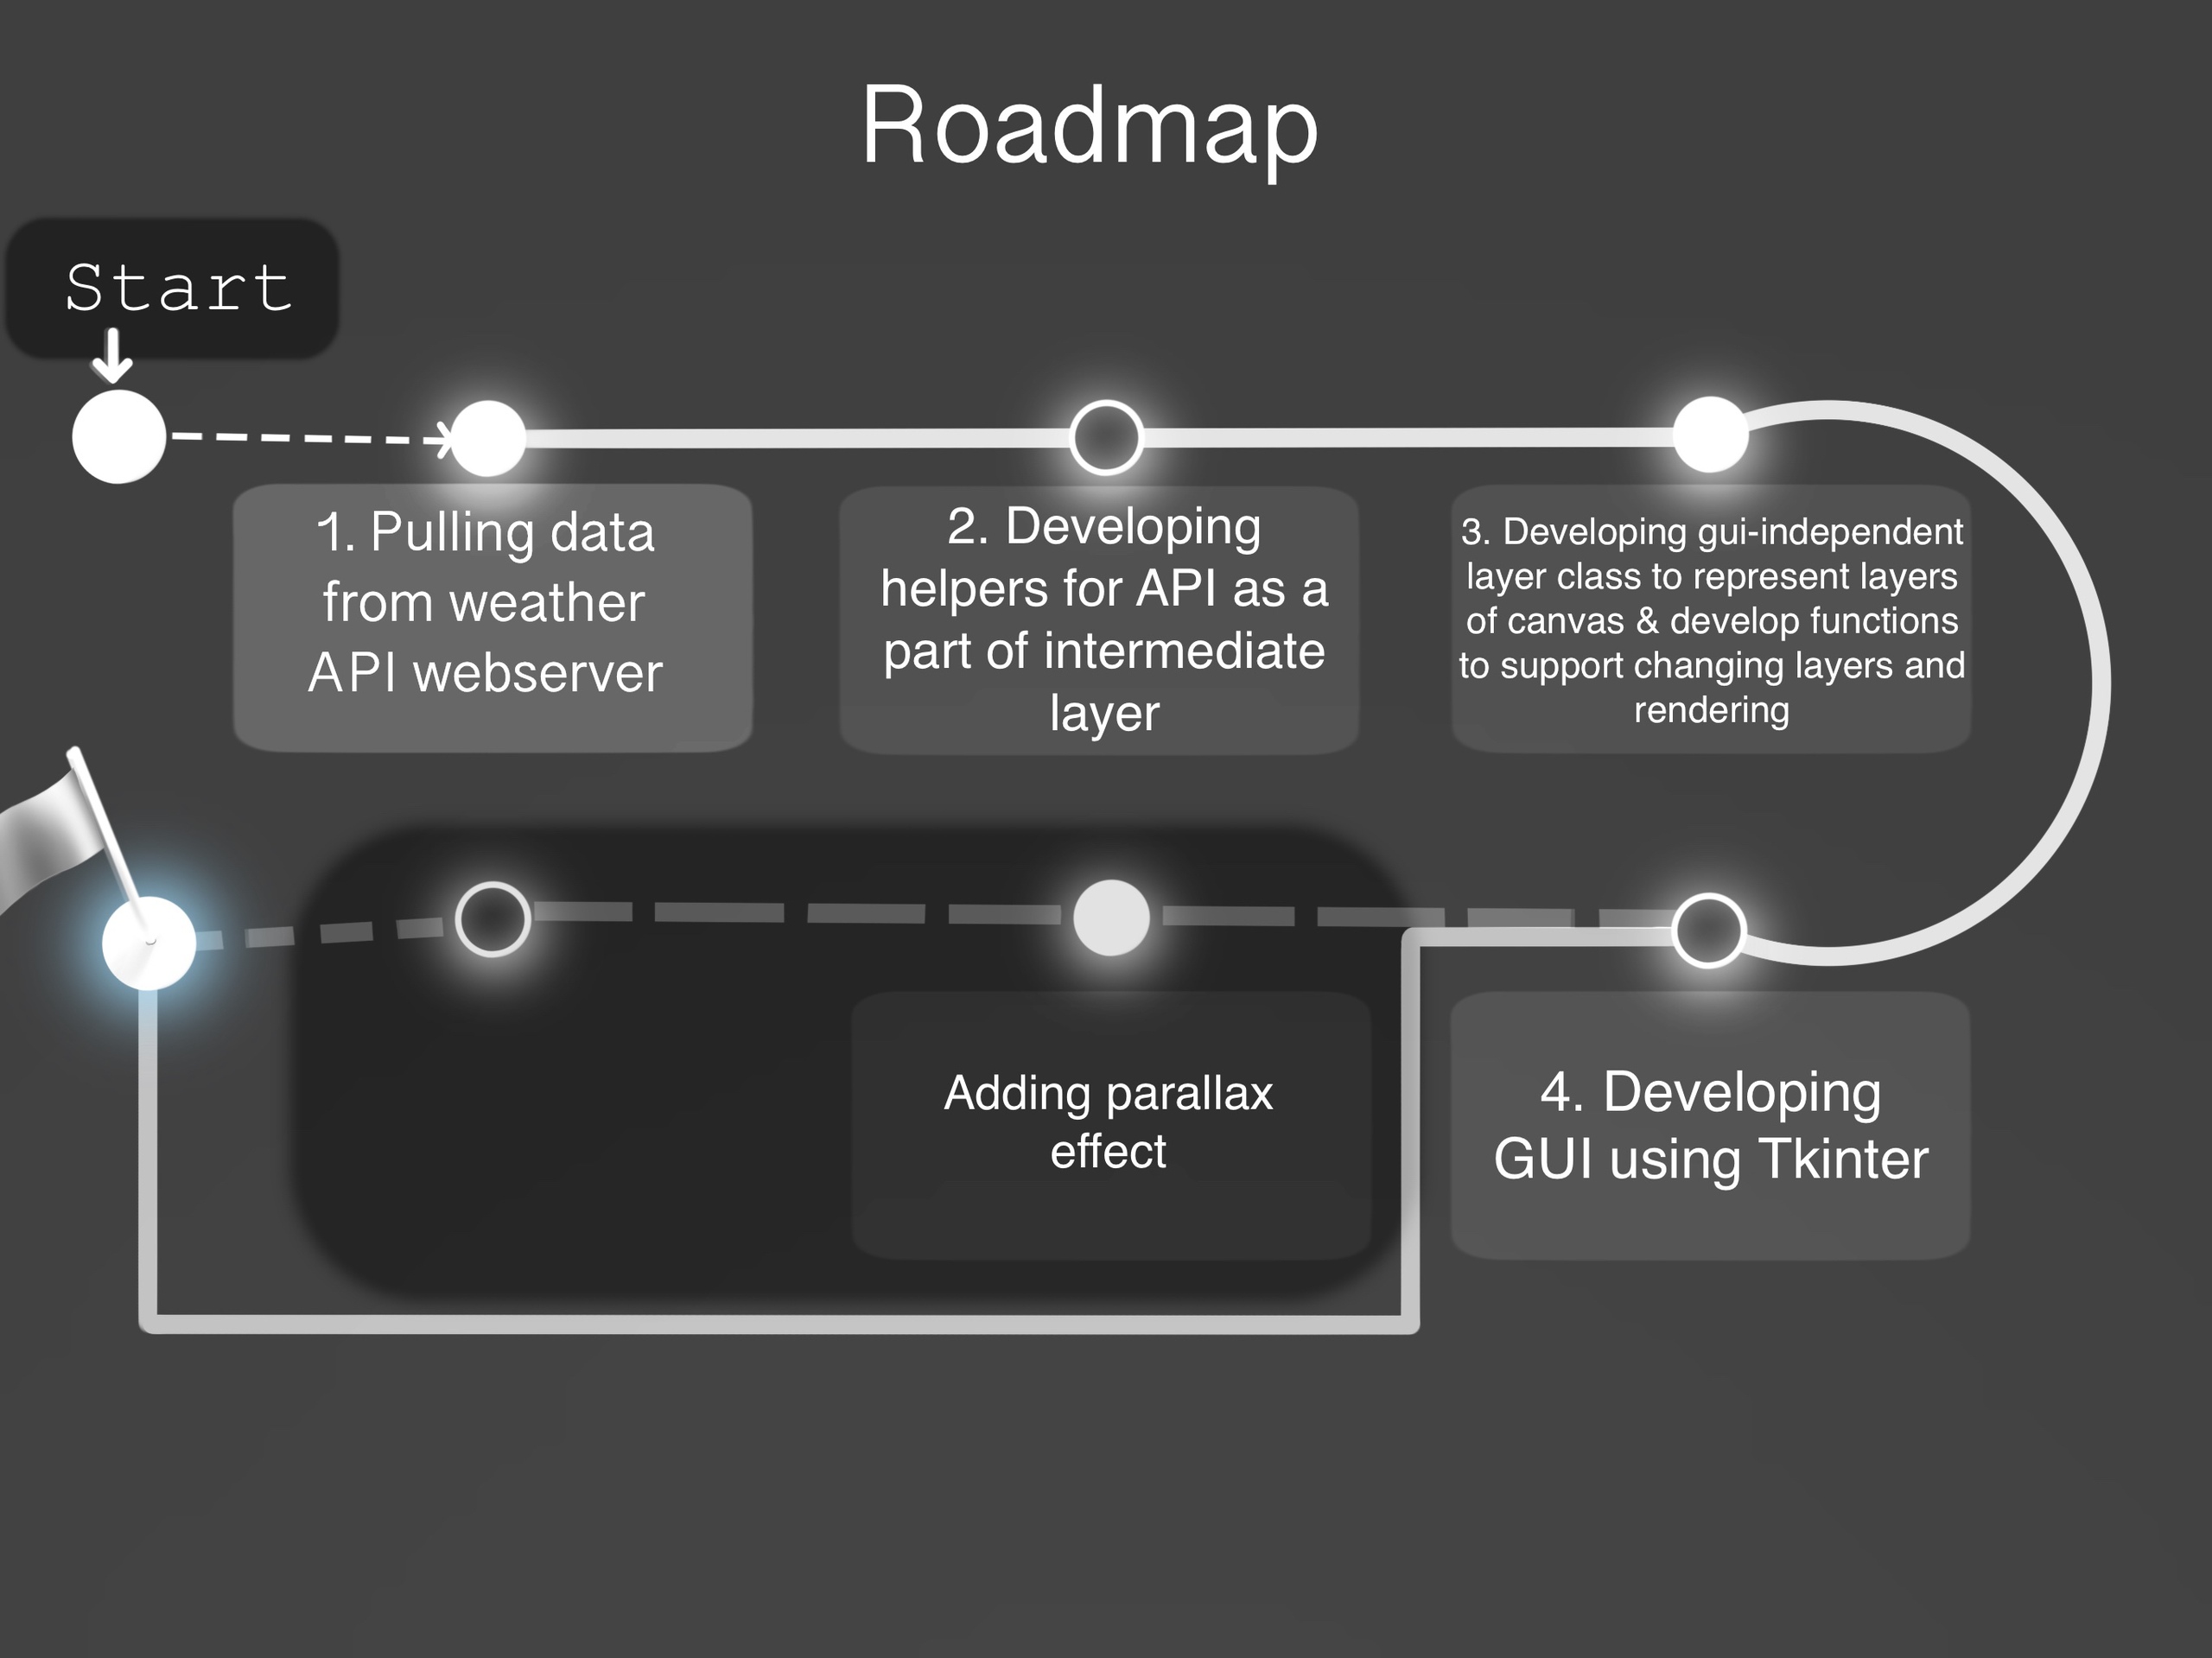 Roadmap
Start
1. Pulling data
from weather
API webserver
2. Developing
helpers for API as a
part of intermediate
layer
3. Developing gui-independent
layer class to represent layers
of canvas & develop functions
to support changing layers and
rendering
Adding parallax
effect
4. Developing
GUI using Tkinter